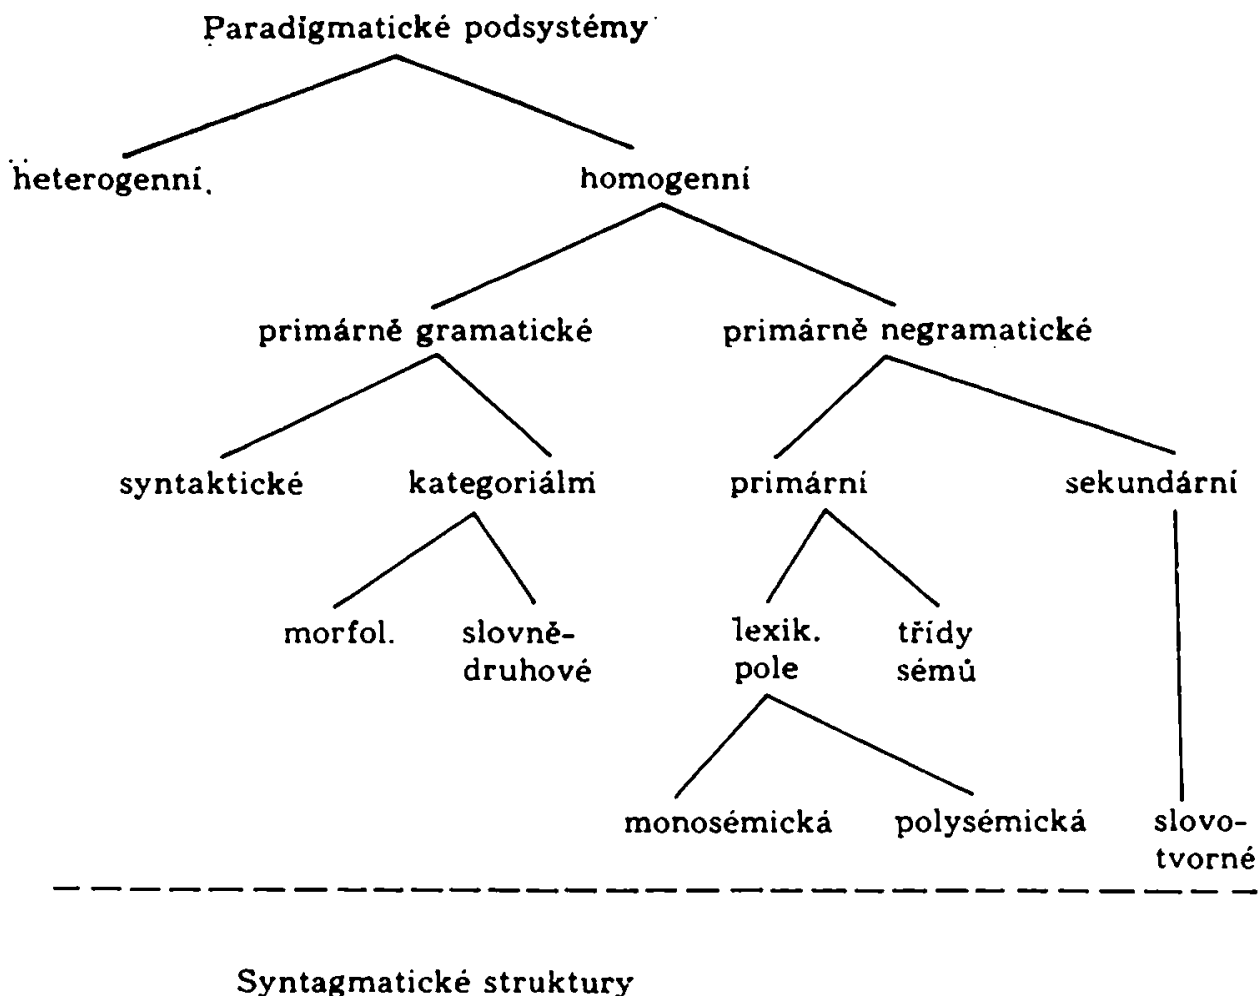 Paradigmatické podsystémy
heterogenní
homogenní
primárně gramatické
primárně negramatické
syntaktické
kategoriální
primární
sekundární
morfol.
slovně-
druhové
lexik.
pole
třídy
sémů
monosémická
polysémická
slovo-
tvorné
Syntagmatické struktury